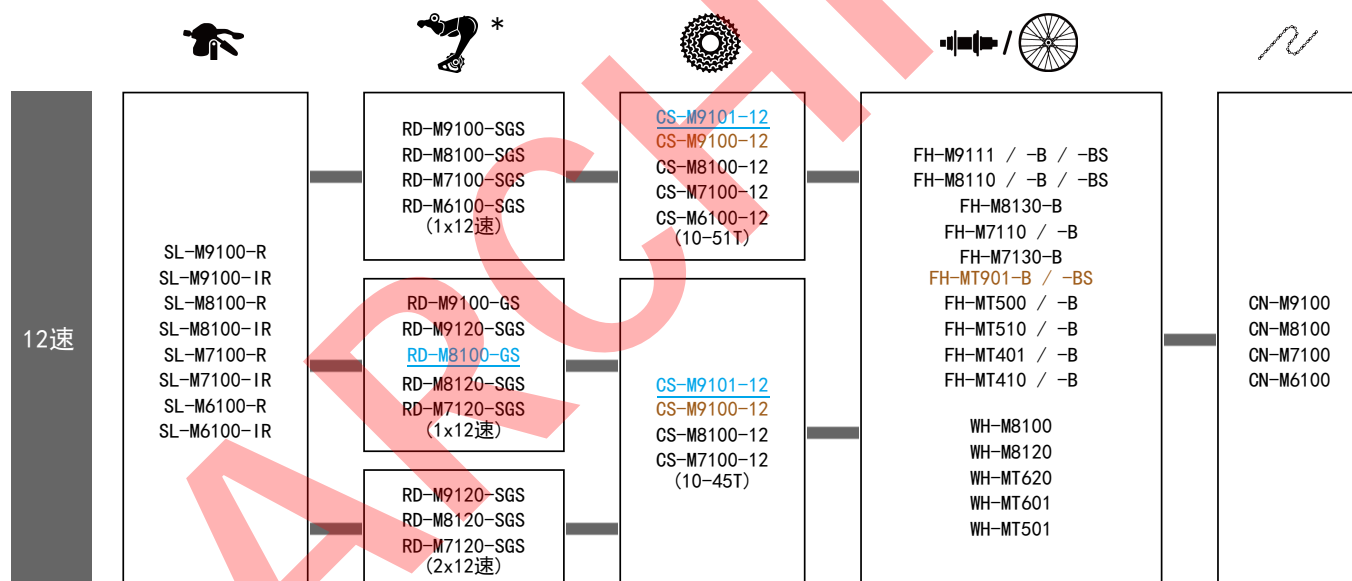 *
/
12速
SL-M9100-R
SL-M9100-IR
SL-M8100-R
SL-M8100-IR
SL-M7100-R
SL-M7100-IR
SL-M6100-R
SL-M6100-IR
RD-M9100-SGS
RD-M8100-SGS
RD-M7100-SGS
RD-M6100-SGS
(1x12速)
RD-M9100-GS
RD-M9120-SGS
RD-M8100-GS
RD-M8120-SGS
RD-M7120-SGS
(1x12速)
RD-M9120-SGS
RD-M8120-SGS
RD-M7120-SGS
(2x12速)
CS-M9101-12
CS-M9100-12
CS-M8100-12
CS-M7100-12
CS-M6100-12
(10-51T)
CS-M9101-12
CS-M9100-12
CS-M8100-12
CS-M7100-12
(10-45T)
FH-M9111 / -B / -BS
FH-M8110 / -B / -BS
FH-M8130-B
FH-M7110 / -B
FH-M7130-B
FH-MT901-B / -BS
FH-MT500 / -B
FH-MT510 / -B
FH-MT401 / -B
FH-MT410 / -B
WH-M8100
WH-M8120
WH-MT620
WH-MT601
WH-MT501
CN-M9100
CN-M8100
CN-M7100
CN-M6100
ARCHI